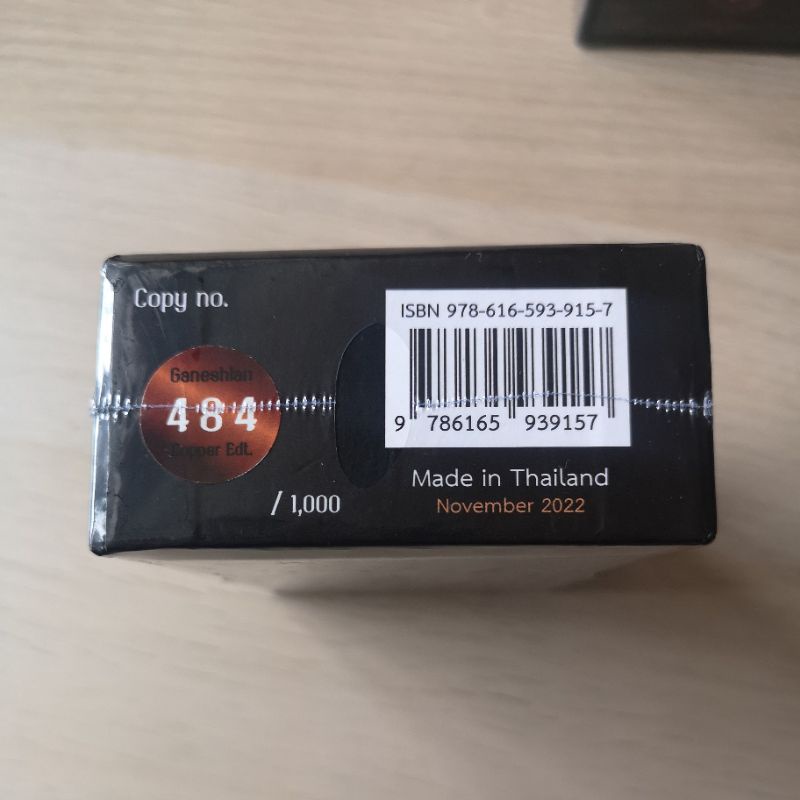 Copy no.
Ganeshian
484
Copper Edt.
/ 1,000
ISBN 978-616-593-915-7
9 786165 939157
Made in Thailand
November 2022